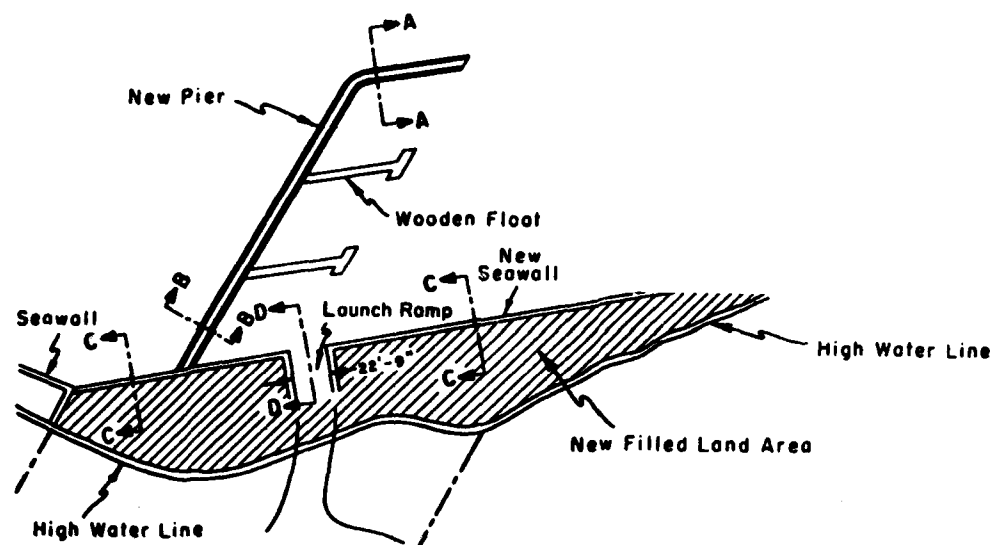 A
New Pier
A
Wooden Float
B
B
D
C
New
Seawall
Seawall
C
Launch Ramp
22'-9"
C
High Water Line
D
C
New Filled Land Area
High Water Line